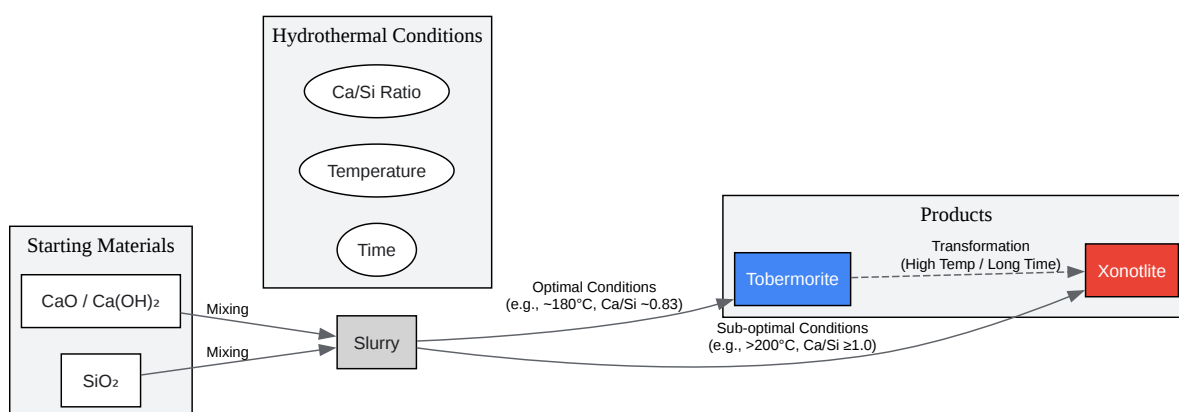 Hydrothermal Conditions
Ca/Si Ratio
Temperature
Time
Starting Materials
CaO / Ca(OH)₂
SiO₂
Mixing
Mixing
Slurry
Optimal Conditions
(e.g., ~180°C, Ca/Si ~0.83)
Sub-optimal Conditions
(e.g., >200°C, Ca/Si ≥1.0)
Products
Tobermorite
Transformation
(High Temp / Long Time)
Xonotlite